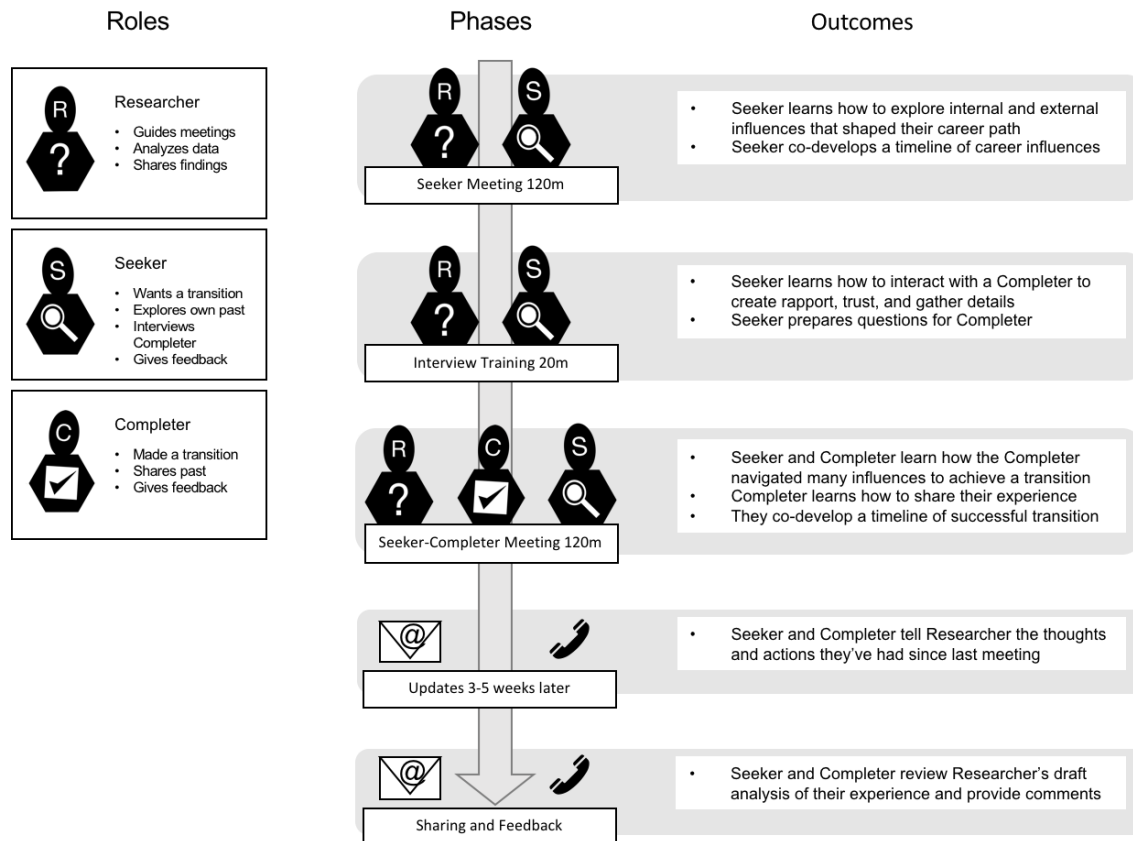 Roles
Phases
Outcomes
R
?
Researcher
• Guides meetings
• Analyzes data
• Shares findings
S
Seeker
• Wants a transition
• Explores own past
• Interviews
Completer
• Gives feedback
C
Completer
• Made a transition
• Shares past
• Gives feedback
R
?
S
Seeker Meeting 120m
• Seeker learns how to explore internal and external
influences that shaped their career path
• Seeker co-develops a timeline of career influences
R
?
S
Interview Training 20m
• Seeker learns how to interact with a Completer to
create rapport, trust, and gather details
• Seeker prepares questions for Completer
R
?
C
S
Seeker-Completer Meeting 120m
• Seeker and Completer learn how the Completer
navigated many influences to achieve a transition
• Completer learns how to share their experience
• They co-develop a timeline of successful transition
@
Updates 3-5 weeks later
• Seeker and Completer tell Researcher the thoughts
and actions they’ve had since last meeting
@
Sharing and Feedback
• Seeker and Completer review Researcher’s draft
analysis of their experience and provide comments